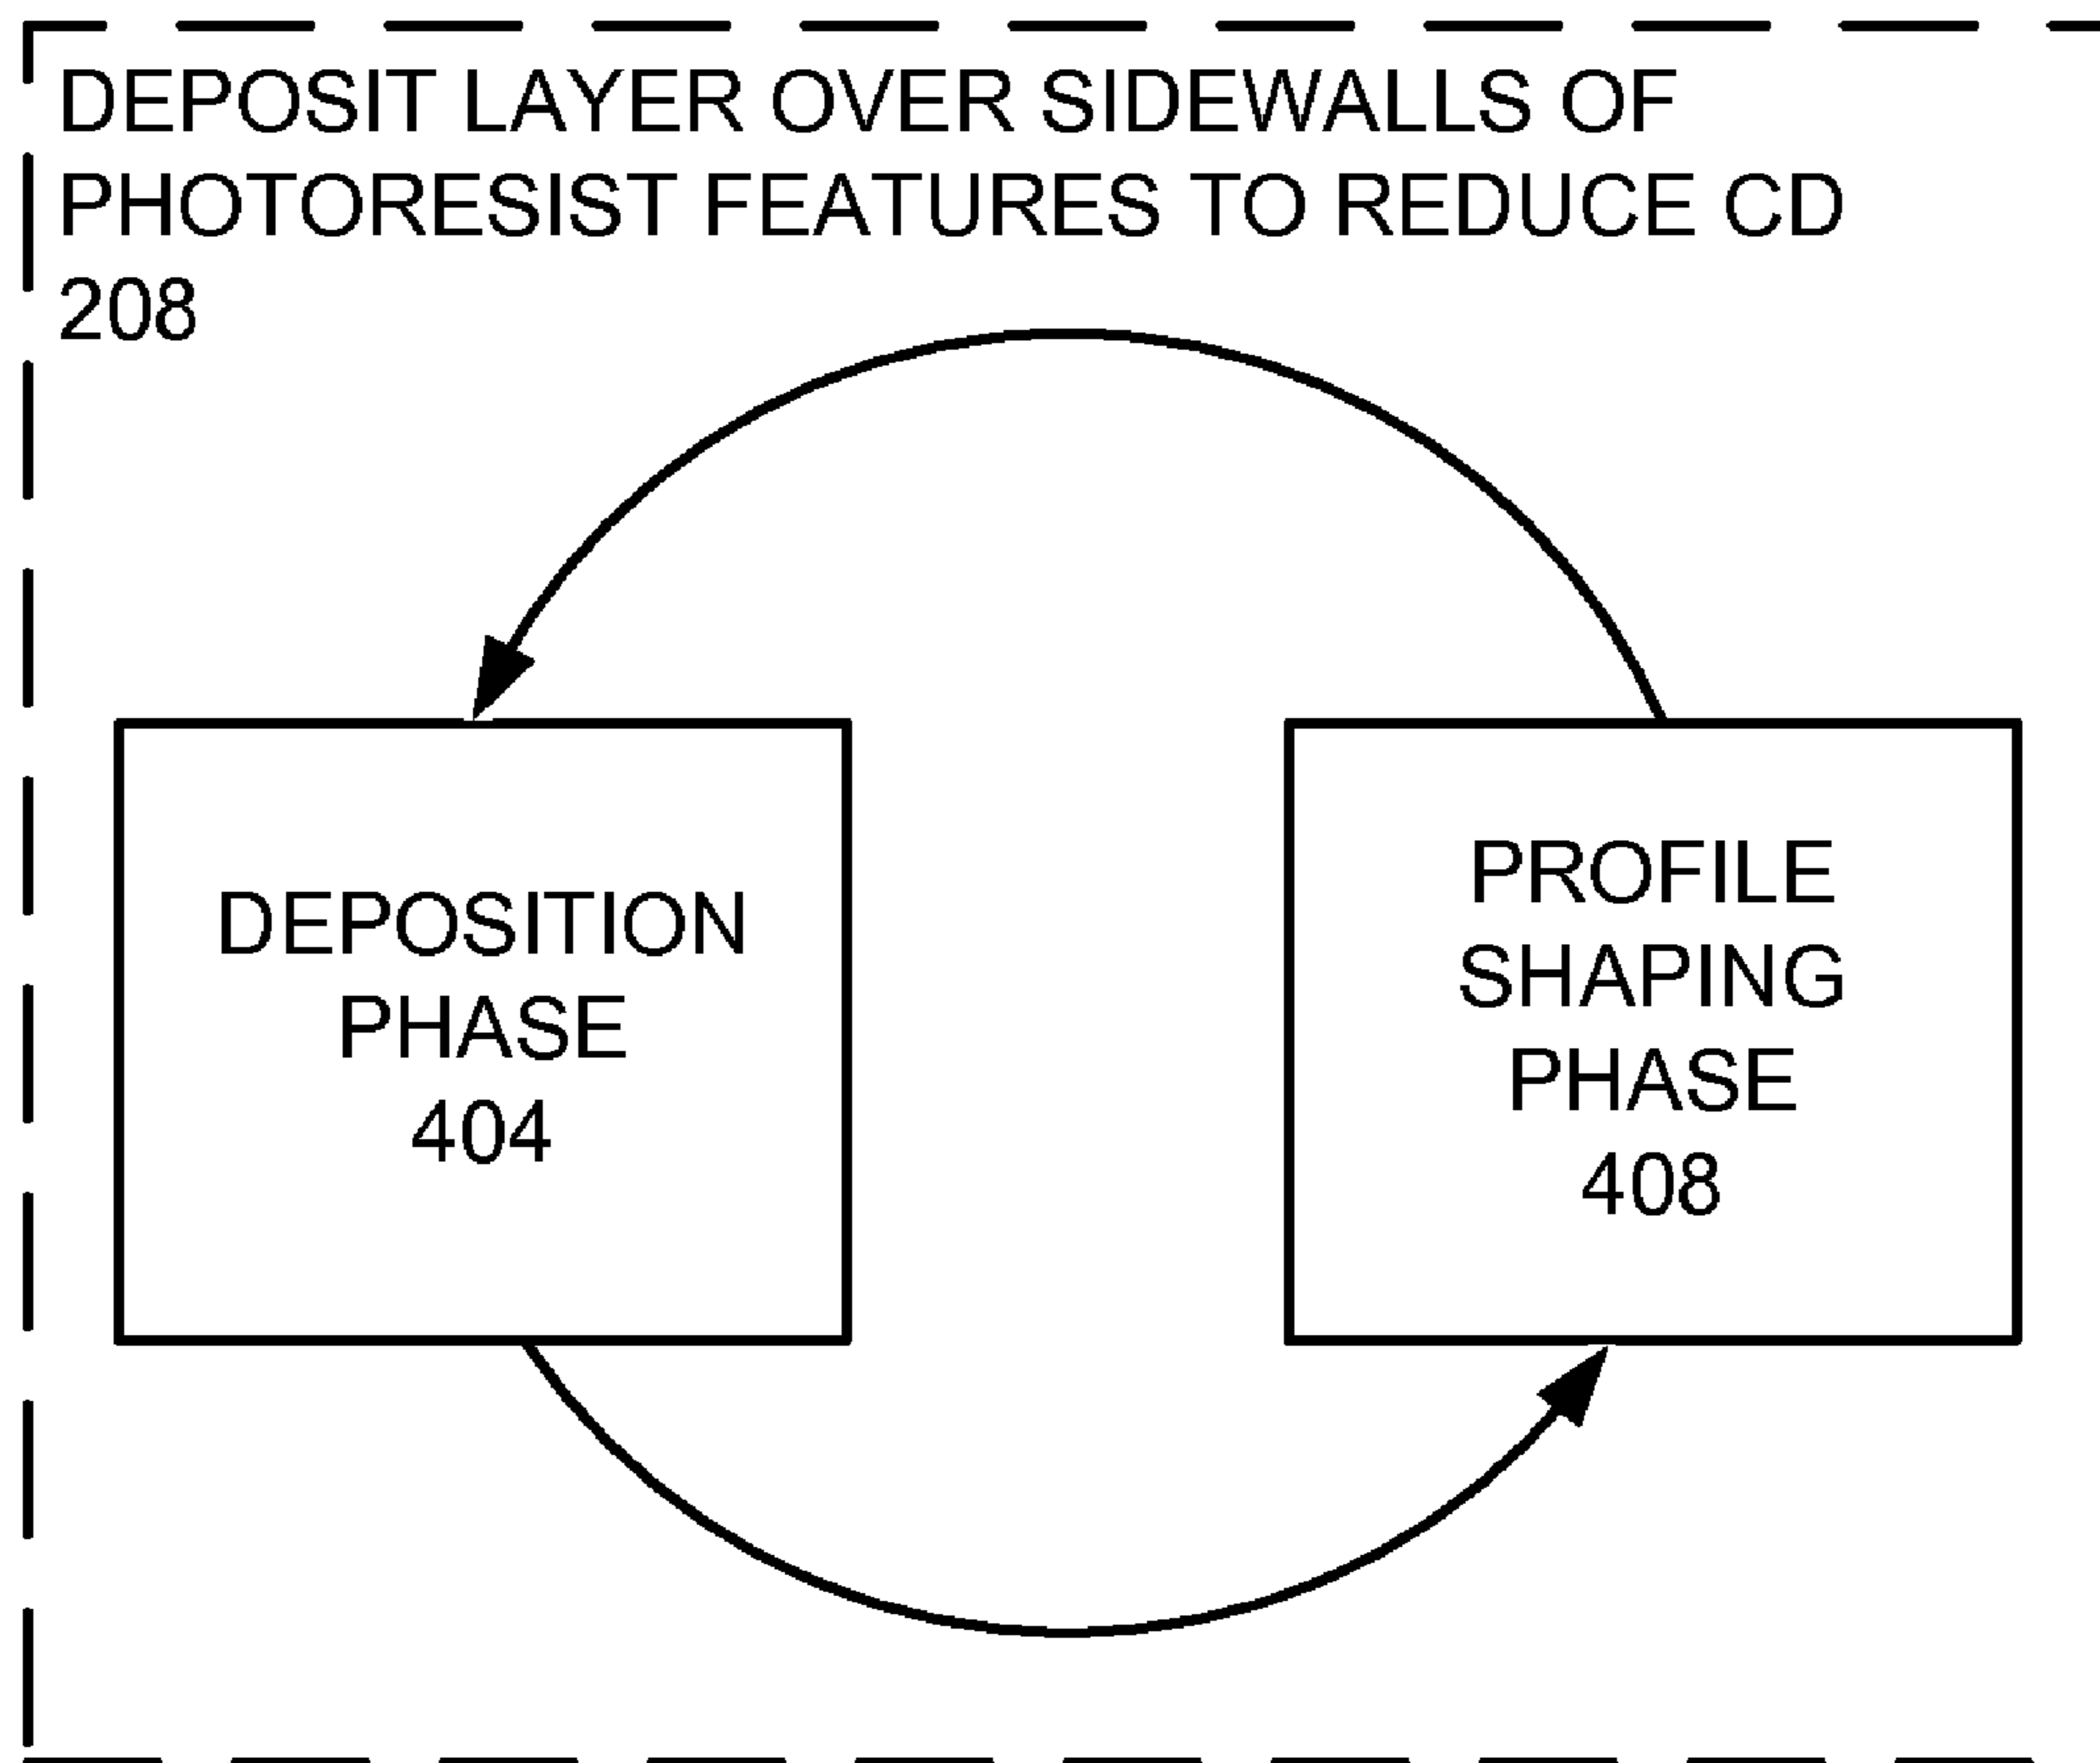 DEPOSIT LAYER OVER SIDEWALLS OF
PHOTORESIST FEATURES TO REDUCE CD
208
DEPOSITION
PHASE
404
PROFILE
SHAPING
PHASE
408